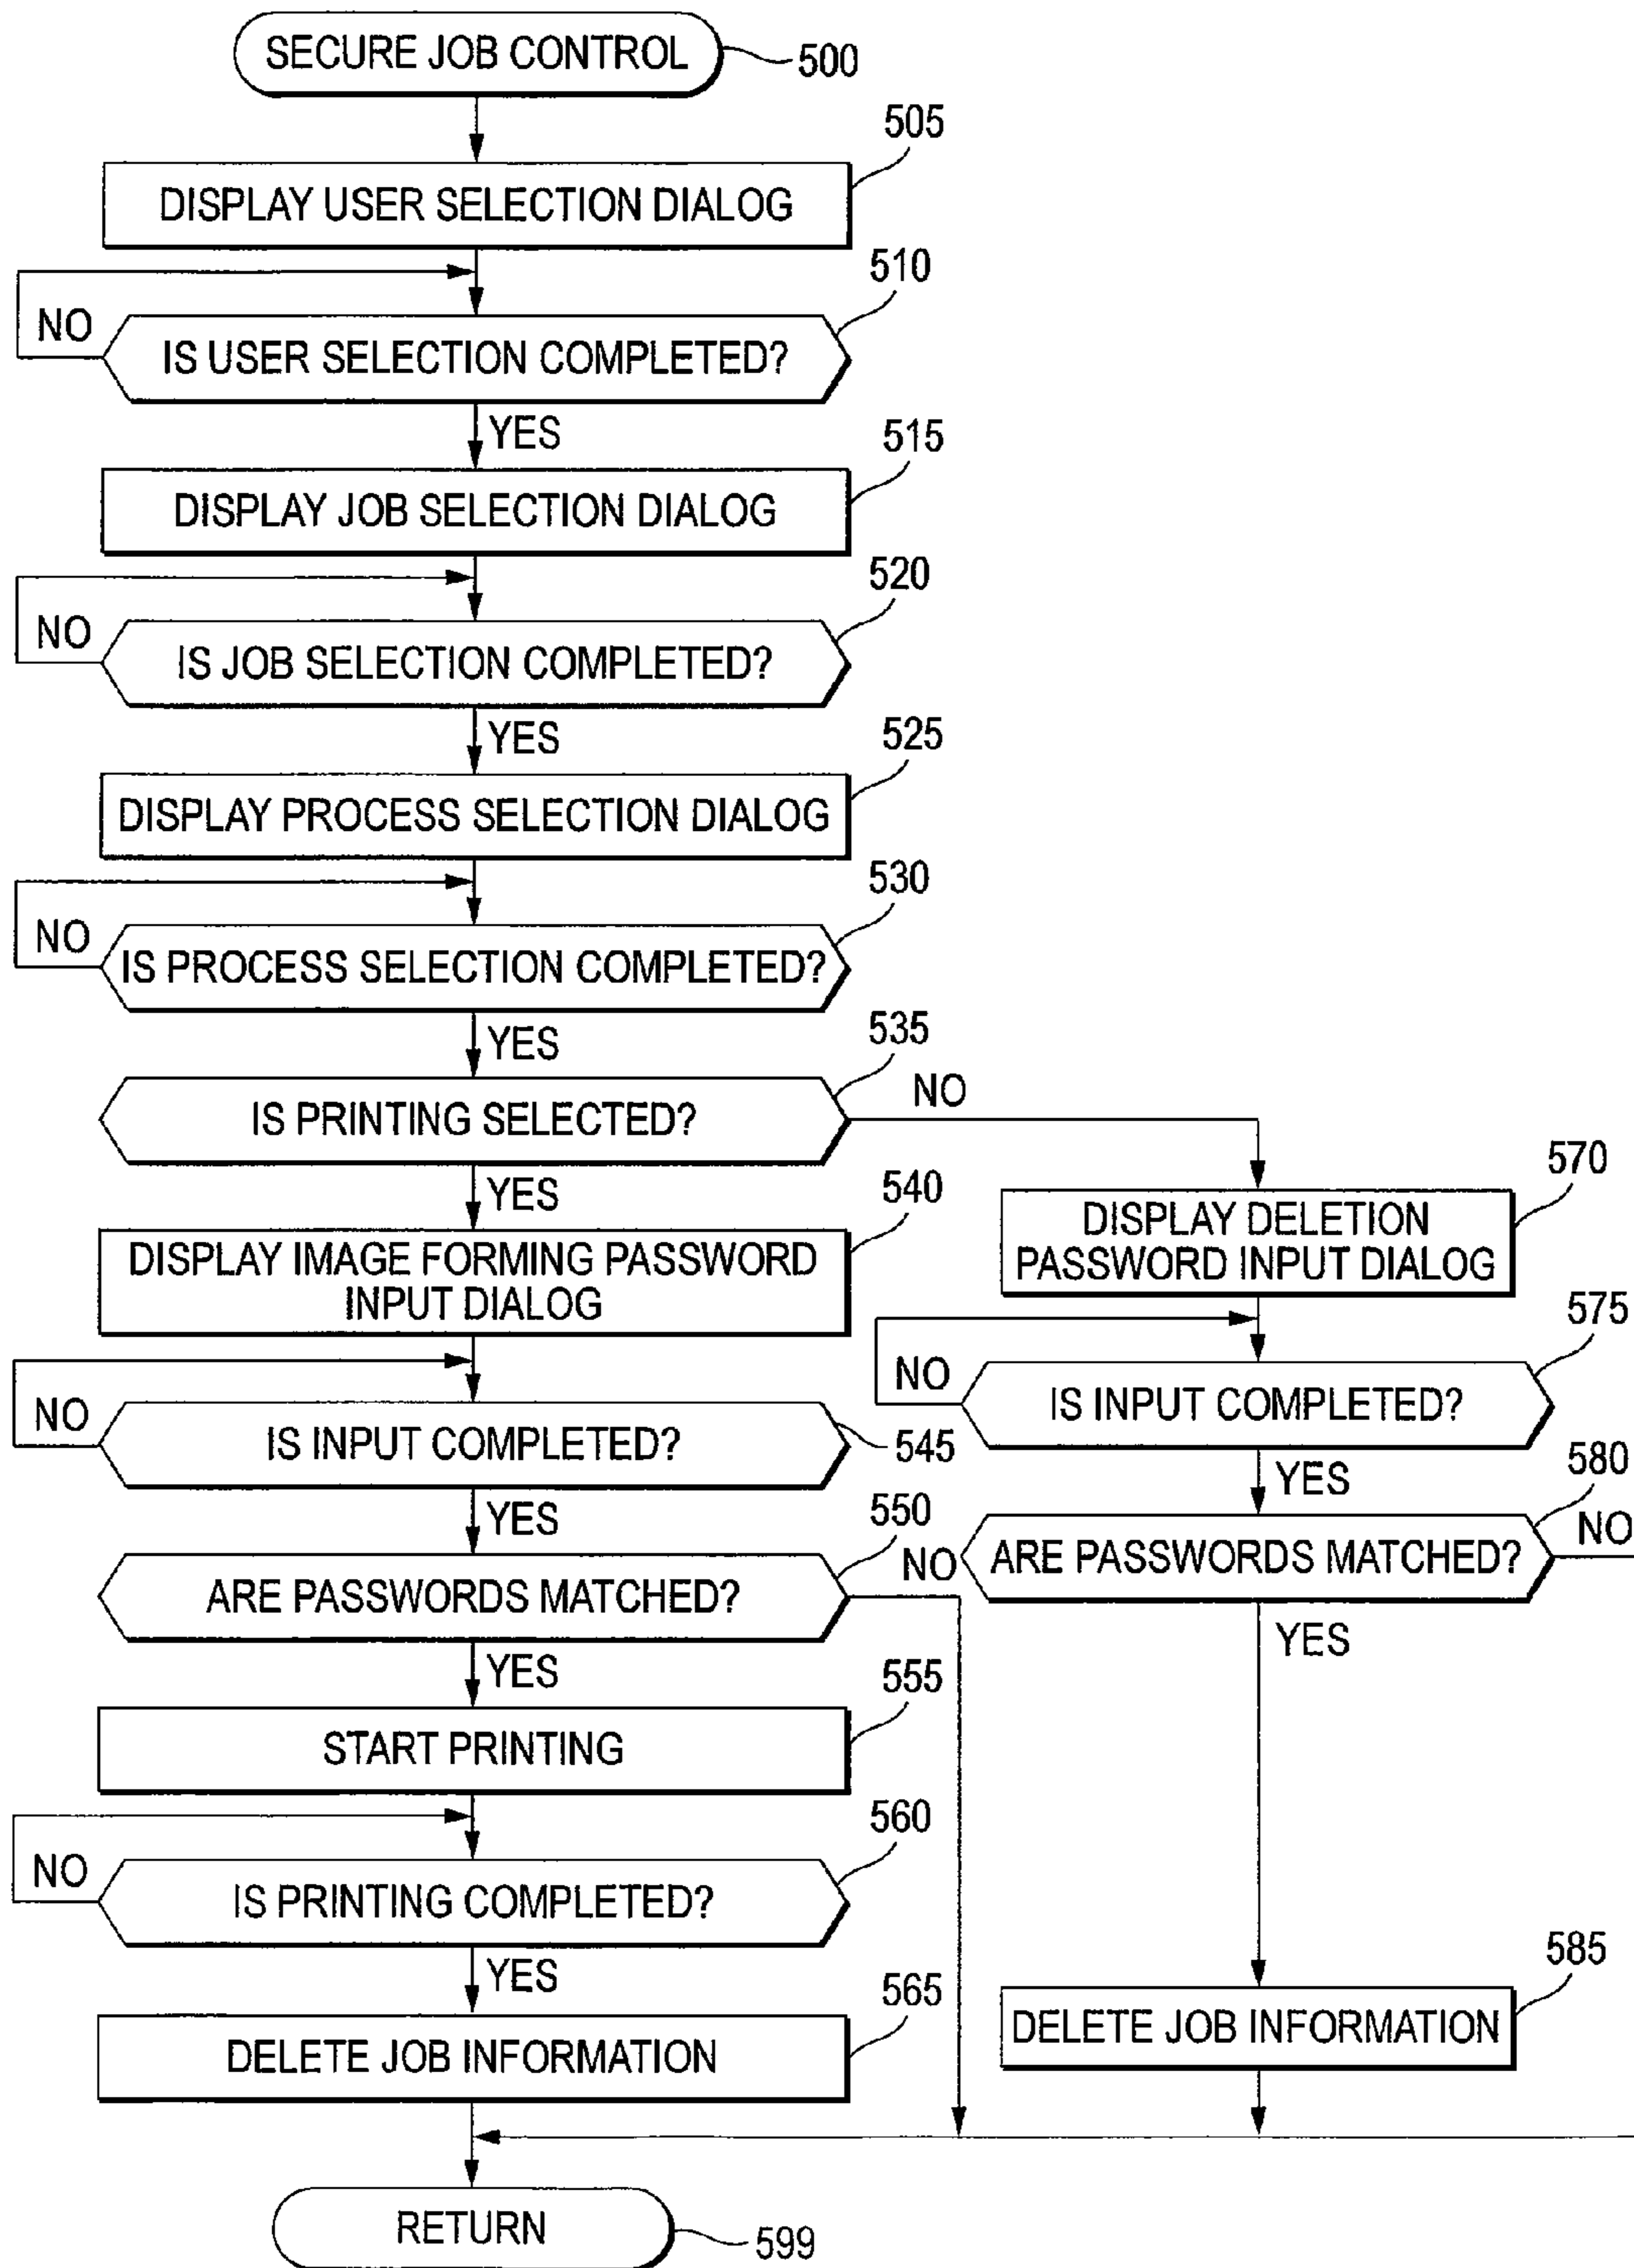 SECURE JOB CONTROL
500
505
DISPLAY USER SELECTION DIALOG
510
NO
IS USER SELECTION COMPLETED?
YES
515
DISPLAY JOB SELECTION DIALOG
520
NO
IS JOB SELECTION COMPLETED?
YES
525
DISPLAY PROCESS SELECTION DIALOG
530
NO
IS PROCESS SELECTION COMPLETED?
YES
535
IS PRINTING SELECTED?
NO
YES
540
DISPLAY IMAGE FORMING PASSWORD
INPUT DIALOG
NO
IS INPUT COMPLETED?
545
YES
550
ARE PASSWORDS MATCHED?
NO
YES
555
START PRINTING
560
NO
IS PRINTING COMPLETED?
YES
565
DELETE JOB INFORMATION
570
DISPLAY DELETION
PASSWORD INPUT DIALOG
575
NO
IS INPUT COMPLETED?
YES
580
ARE PASSWORDS MATCHED?
NO
YES
585
DELETE JOB INFORMATION
RETURN
599